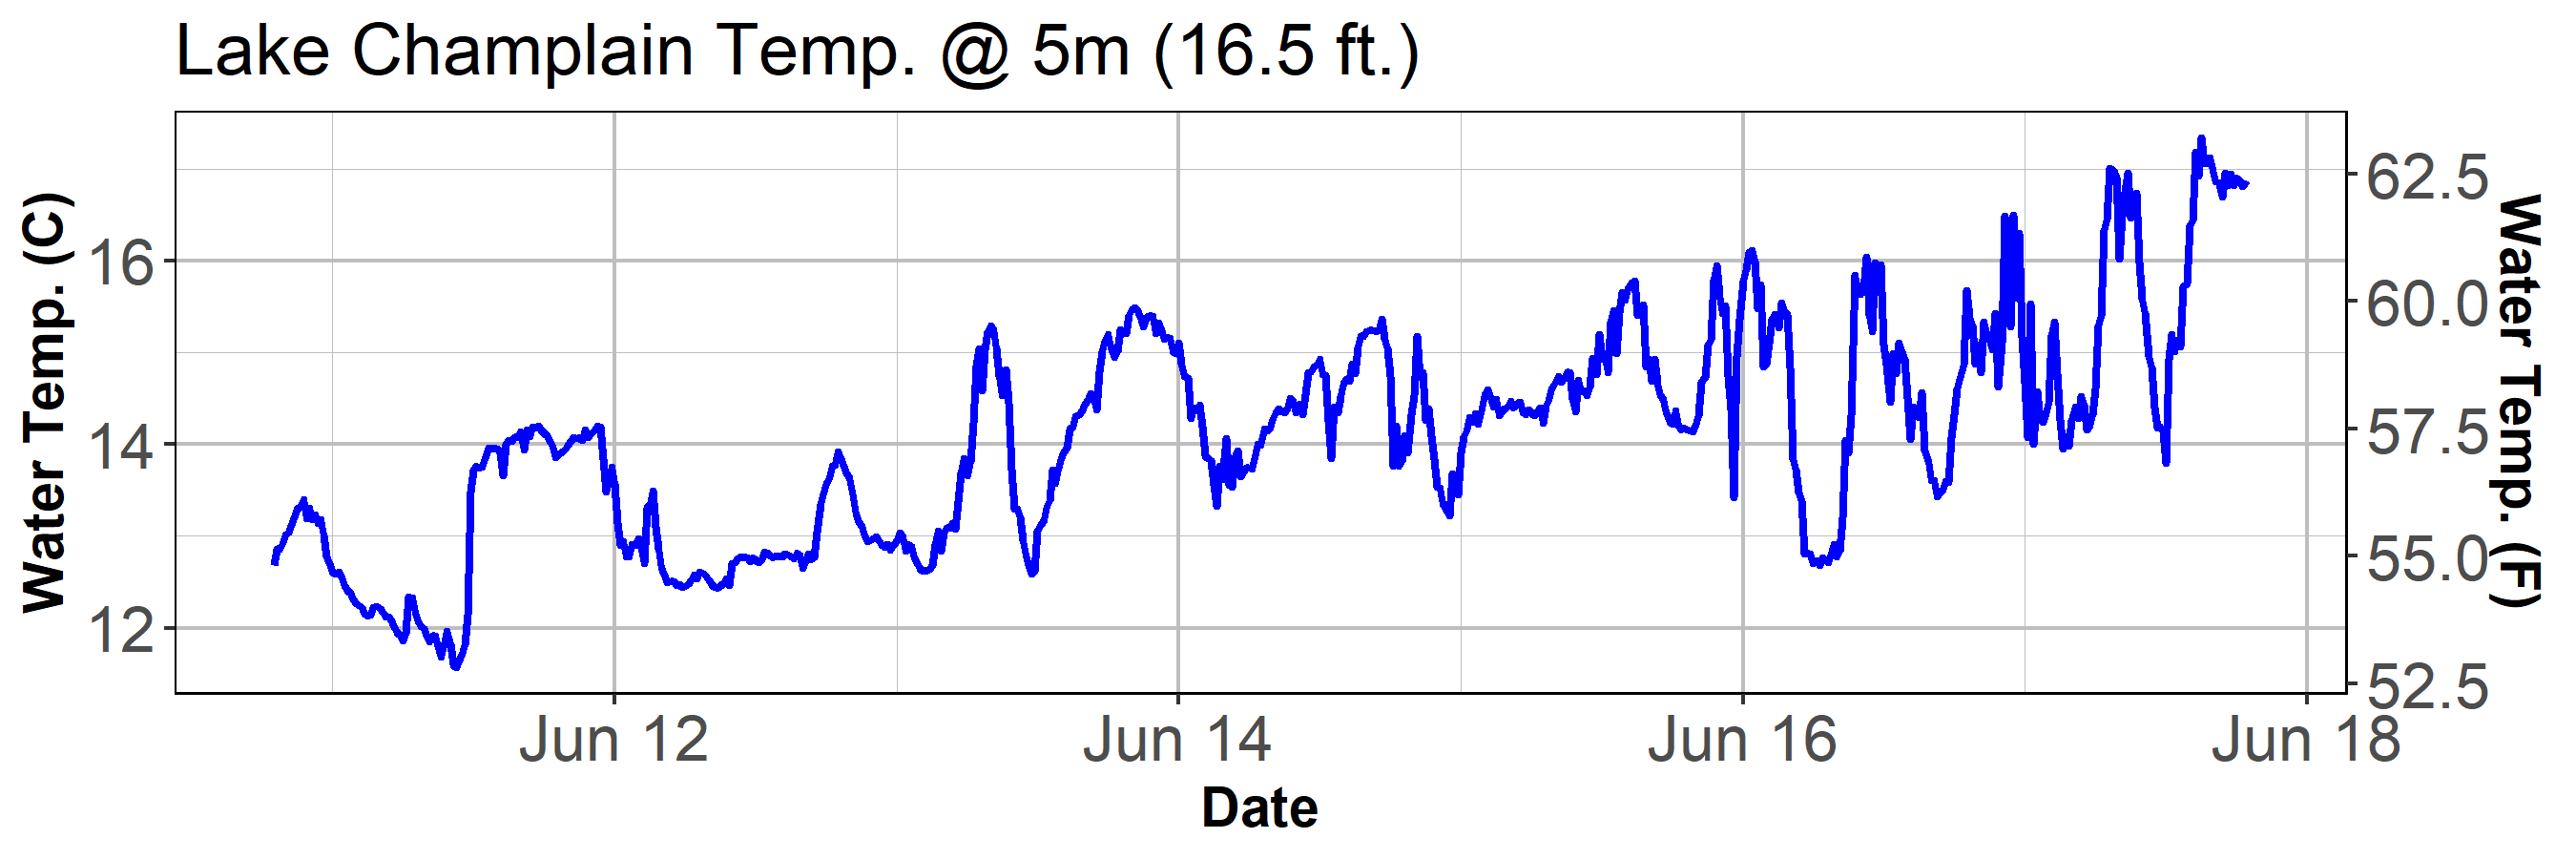 Lake Champlain Temp. @ 5m (16.5 ft.)
Water Temp. (C)
16
14
12
62.5
60.0
57.5
55.0
52.5
Water Temp. (F)
Jun 12
Jun 14
Jun 16
Jun 18
Date